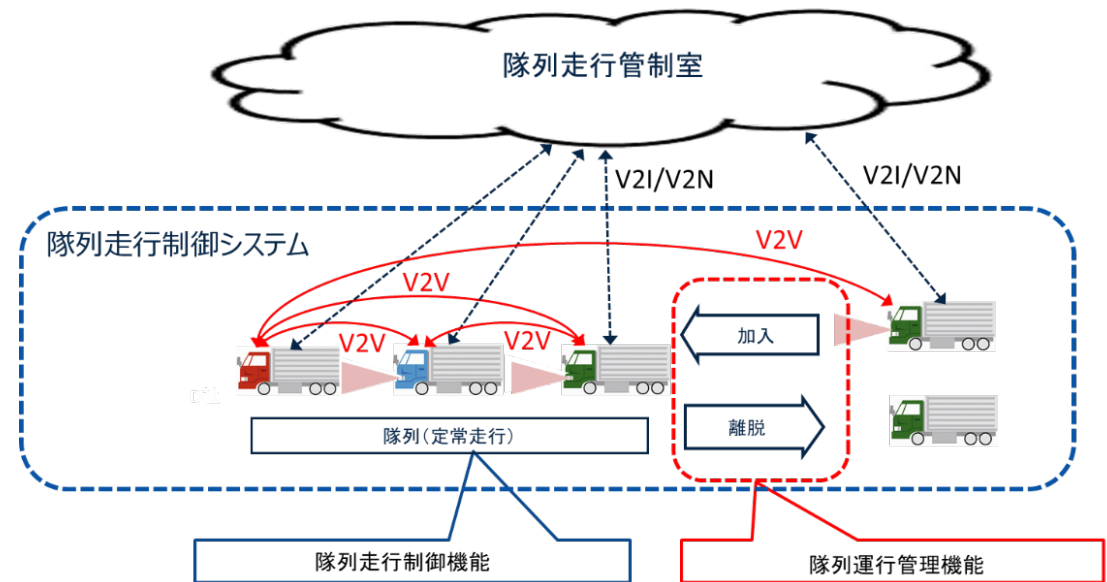 隊列走行管制室
V2I/V2N
V2I/V2N
隊列走行制御システム
V2V
V2V
V2V
V2V
加入
隊列(定常走行)
離脱
隊列走行制御機能
隊列運行管理機能